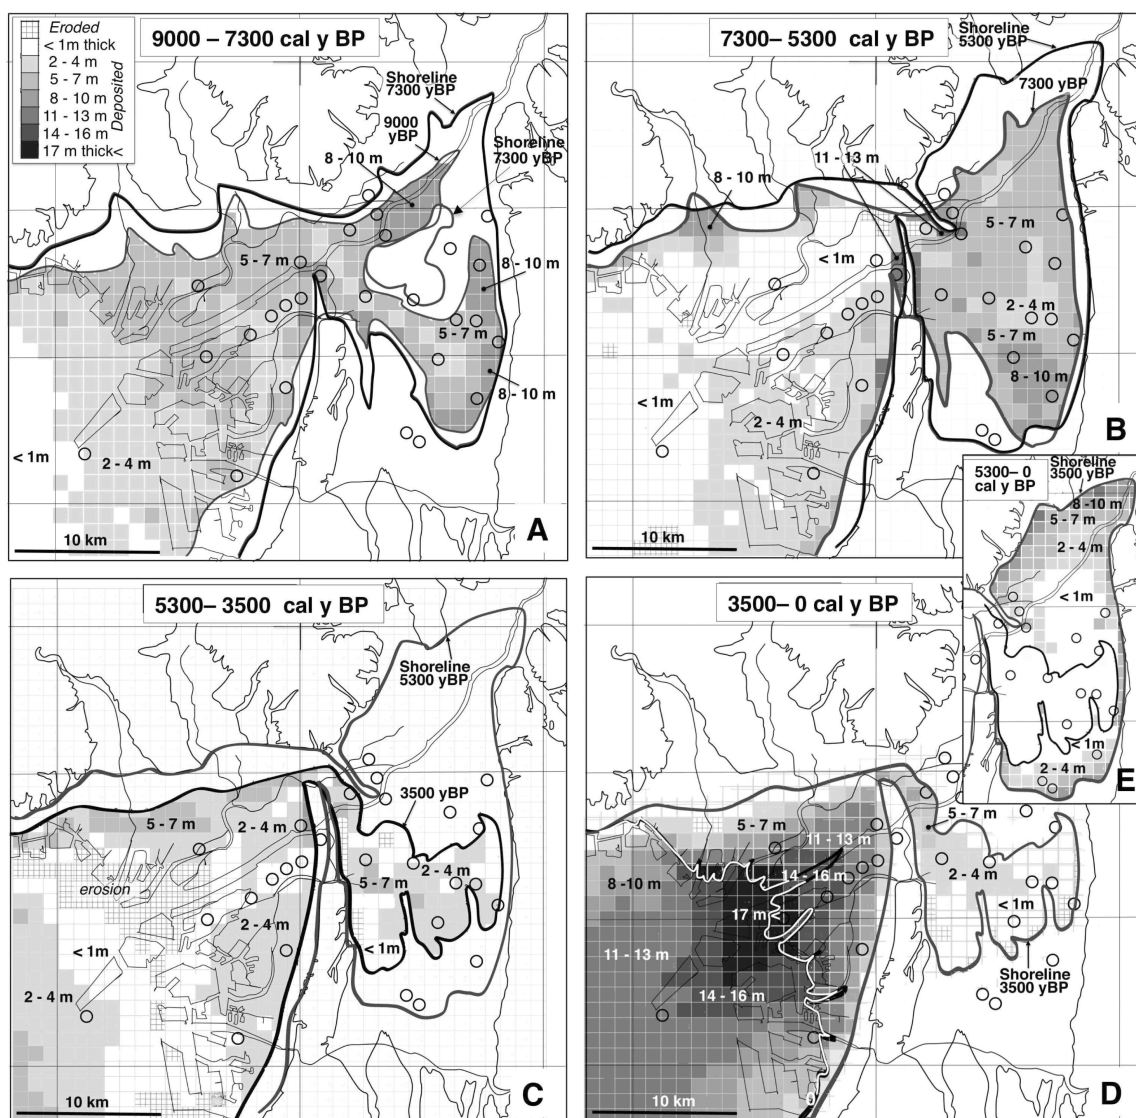 Eroded
< 1m thick
2 - 4 m
5 - 7 m
8 - 10 m
11 - 13 m
14 - 16 m
17 m thick<
Deposited
9000 – 7300 cal y BP
Shoreline
7300 yBP
9000
yBP
Shoreline
7300 yBP
8 - 10 m
5 - 7 m
8 - 10 m
5 - 7 m
8 - 10 m
< 1m
2 - 4 m
10 km
A
7300– 5300 cal y BP
Shoreline
5300 yBP
7300 yBP
11 - 13 m
8 - 10 m
5 - 7 m
< 1m
2 - 4 m
5 - 7 m
8 - 10 m
< 1m
2 - 4 m
10 km
B
5300– 0
cal y BP
Shoreline
3500 yBP
8 -10 m
5 - 7 m
2 - 4 m
< 1m
< 1m
2 - 4 m
E
5300– 3500 cal y BP
Shoreline
5300 yBP
3500 yBP
5 - 7 m
2 - 4 m
erosion
5 - 7 m
2 - 4 m
2 - 4 m
< 1m
< 1m
2 - 4 m
10 km
C
3500– 0 cal y BP
5 - 7 m
11 - 13 m
5 - 7 m
8 -10 m
14 - 16 m
2 - 4 m
17 m<
< 1m
11 - 13 m
14 - 16 m
Shoreline
3500 yBP
0
10 km
D